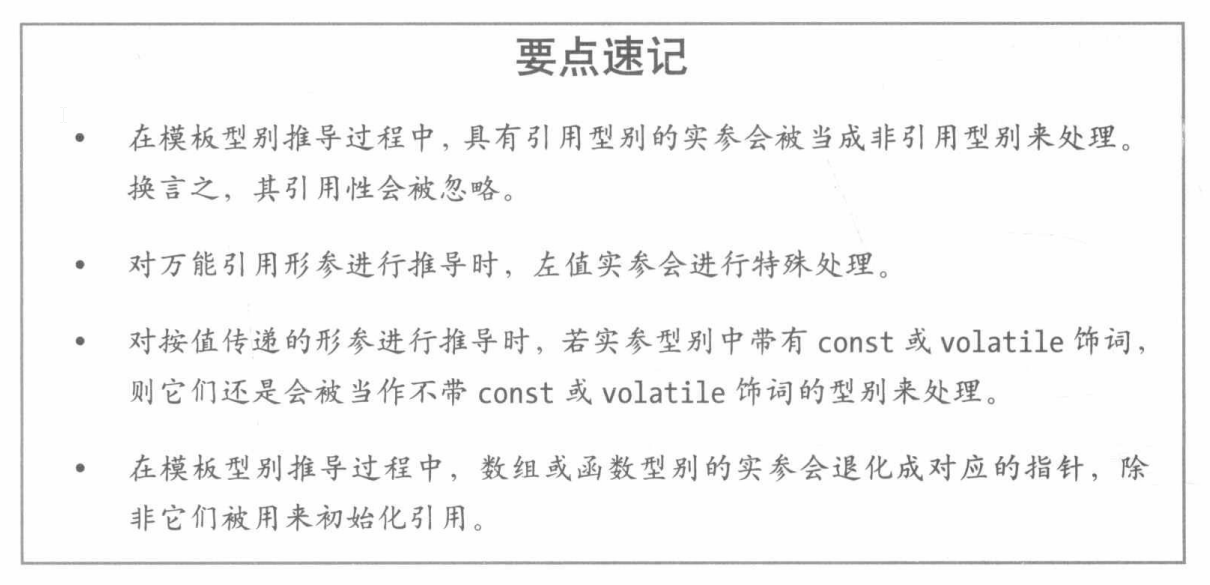 要点速记
• 在模板型别推导过程中，具有引用型别的实参会被当成非引用型别来处理。
换言之，其引用性会被忽略。
• 对万能引用形参进行推导时，左值实参会进行特殊处理。
• 对按值传递的形参进行推导时，若实参型别中带有 const 或 volatile 饰词，
则它们还是会被当作不带 const 或 volatile 饰词的型别来处理。
• 在模板型别推导过程中，数组或函数型别的实参会退化成对应的指针，除
非它们被用来初始化引用。